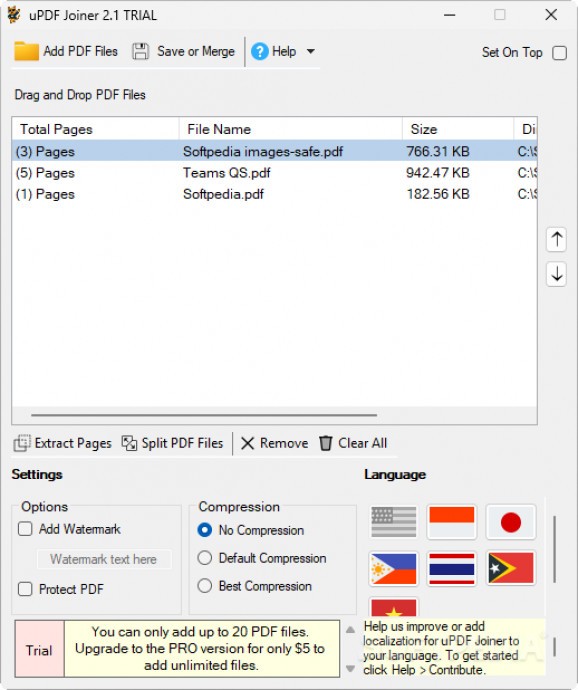 uPDF Joiner 2.1 TRIAL
Add PDF Files Save or Merge Help Set On Top
Drag and Drop PDF Files
Total Pages File Name Size Di
(3) Pages Softpedia images-safe.pdf 766.31 KB C:\S
(5) Pages Teams QS.pdf 942.47 KB C:\S
(1) Pages Softpedia.pdf 182.56 KB C:\S
Extract Pages Split PDF Files Remove Clear All
Settings Language
Options Compression
Add Watermark No Compression
Watermark text here Default Compression
Protect PDF Best Compression
Trial
You can only add up to 20 PDF files.
Upgrade to the PRO version for only $5 to
add unlimited files.
Help us improve or add
localization for uPDF Joiner to
your language. To get started
click Help > Contribute.